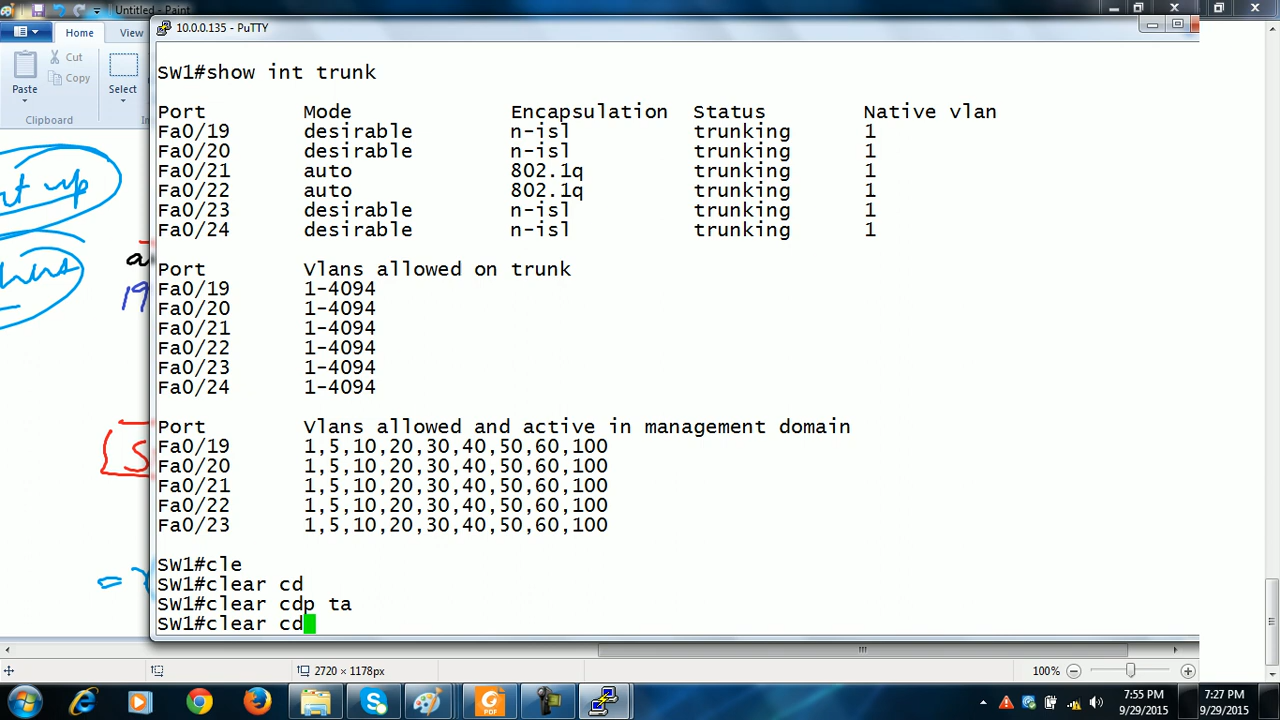 Untitled - Paint
Home View
Cut
Copy
Paste
Select
Clipboard
10.0.0.135 - PuTTY
SW1#show int trunk
Port Mode Encapsulation Status Native vlan
Fa0/19 desirable n-isl trunking 1
Fa0/20 desirable n-isl trunking 1
Fa0/21 auto 802.1q trunking 1
Fa0/22 auto 802.1q trunking 1
Fa0/23 desirable n-isl trunking 1
Fa0/24 desirable n-isl trunking 1
Port Vlans allowed on trunk
Fa0/19 1-4094
Fa0/20 1-4094
Fa0/21 1-4094
Fa0/22 1-4094
Fa0/23 1-4094
Fa0/24 1-4094
Port Vlans allowed and active in management domain
Fa0/19 1,5,10,20,30,40,50,60,100
Fa0/20 1,5,10,20,30,40,50,60,100
Fa0/21 1,5,10,20,30,40,50,60,100
Fa0/22 1,5,10,20,30,40,50,60,100
Fa0/23 1,5,10,20,30,40,50,60,100
SW1#cle
SW1#clear cd
SW1#clear cdp ta
SW1#clear cd
2720 × 1178px
100%
PDF
7:55 PM 7:27 PM
9/29/2015 9/29/2015